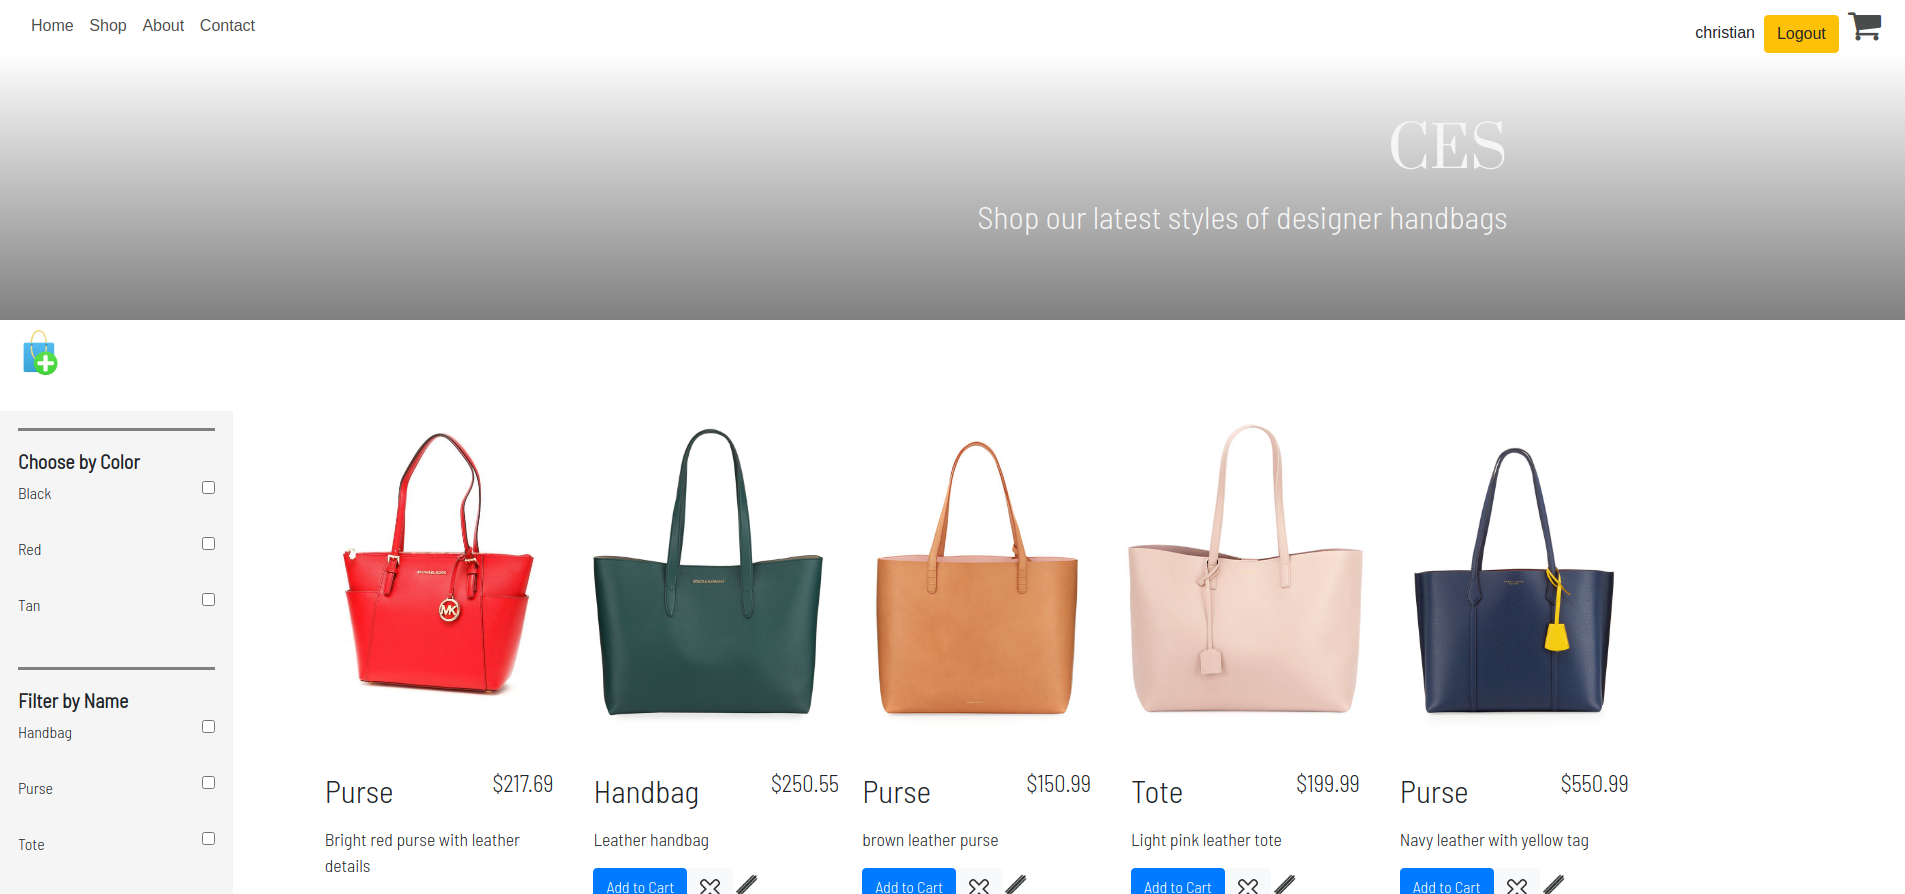 Home Shop About Contact
christian Logout
CES
Shop our latest styles of designer handbags
Choose by Color
Black
Red
Tan
Filter by Name
Handbag
Purse
Tote
MK
Purse $217.69
Bright red purse with leather
details
Handbag $250.55
Leather handbag
Add to Cart
Purse $150.99
brown leather purse
Add to Cart
Tote $199.99
Light pink leather tote
Add to Cart
Purse $550.99
Navy leather with yellow tag
Add to Cart